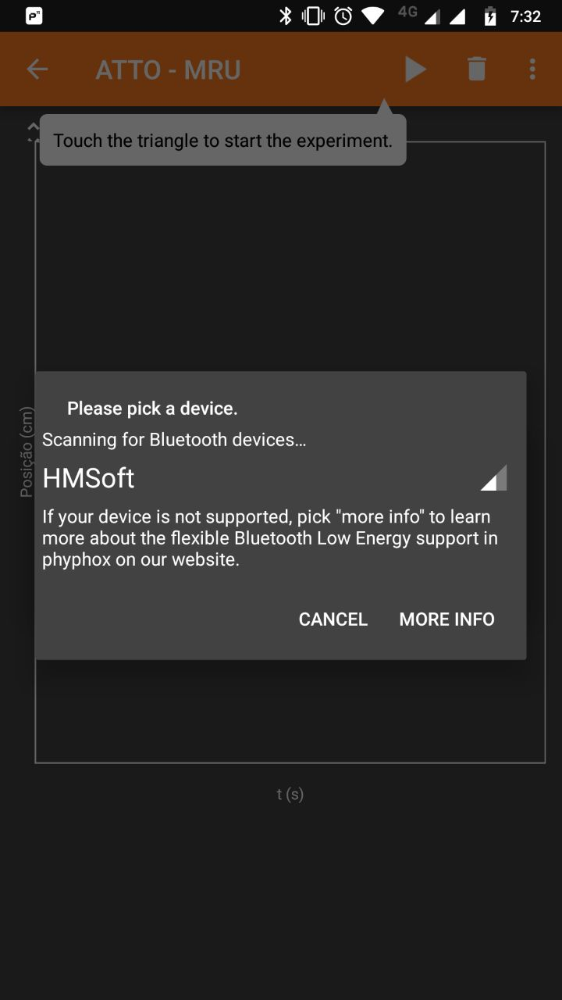 4G
7:32
ATTO - MRU
Touch the triangle to start the experiment.
Please pick a device.
Scanning for Bluetooth devices…
HMSoft
If your device is not supported, pick "more info" to learn
more about the flexible Bluetooth Low Energy support in
phyphox on our website.
CANCEL
MORE INFO
Posição (cm)
t (s)